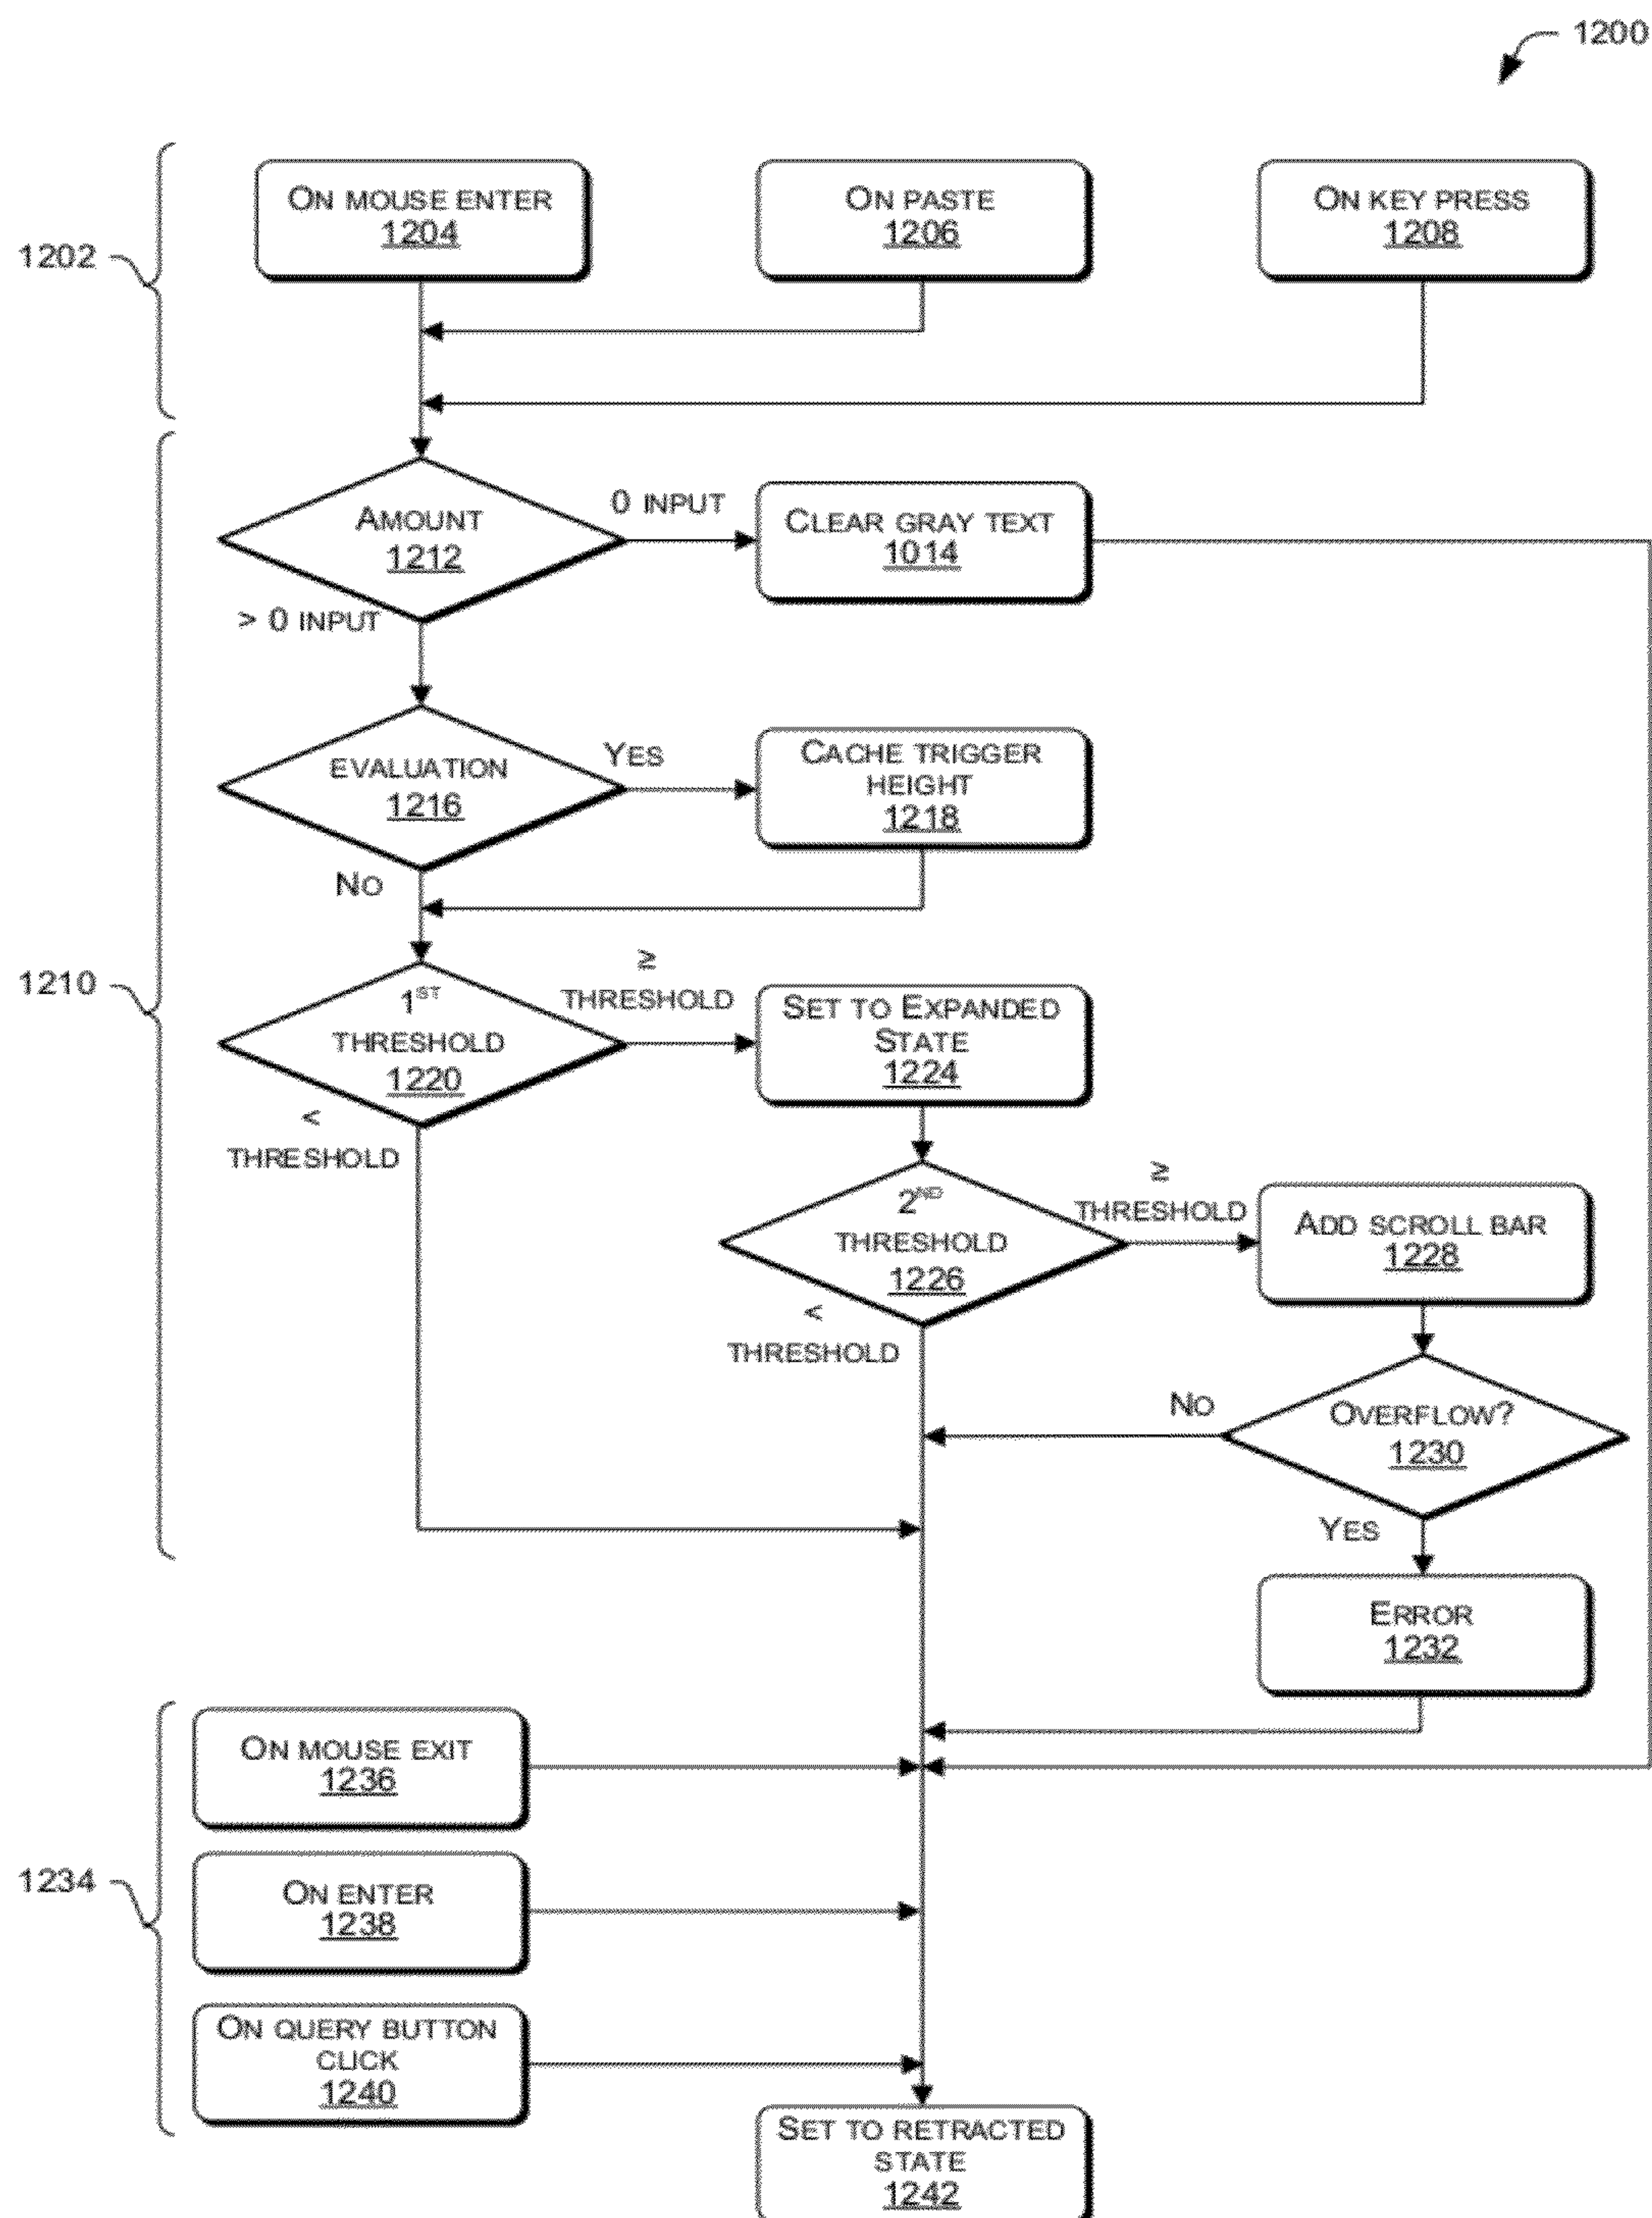 1200
ON MOUSE ENTER
1204
ON PASTE
1206
ON KEY PRESS
1208
1202
AMOUNT
1212
0 INPUT
CLEAR GRAY TEXT
1014
> 0 INPUT
EVALUATION
1216
YES
CACHE TRIGGER
HEIGHT
1218
NO
1210
1ST
THRESHOLD
1220
≥
THRESHOLD
SET TO EXPANDED
STATE
1224
<
THRESHOLD
2ND
THRESHOLD
1226
≥
THRESHOLD
ADD SCROLL BAR
1228
<
THRESHOLD
NO
OVERFLOW?
1230
YES
ERROR
1232
ON MOUSE EXIT
1236
1234
ON ENTER
1238
ON QUERY BUTTON
CLICK
1240
SET TO RETRACTED
STATE
1242